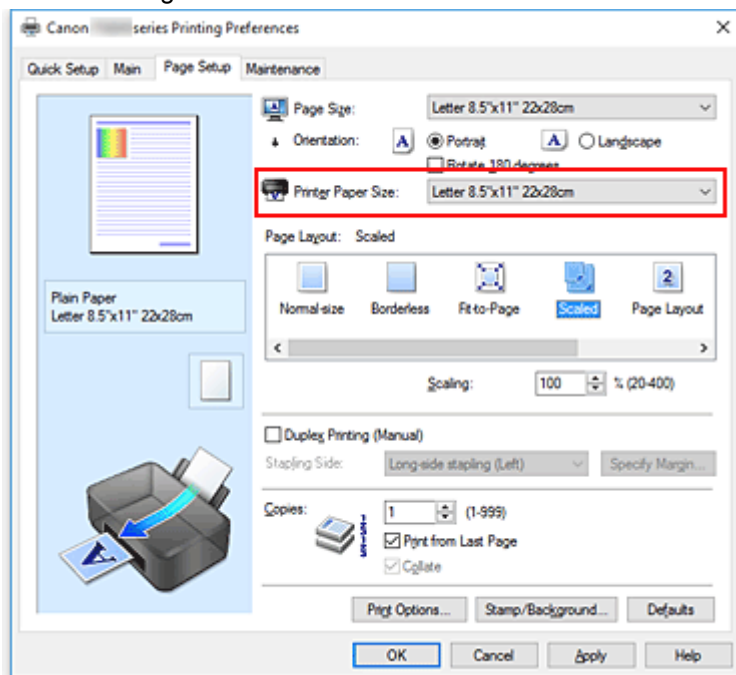 Canon series Printing Preferences
Quick Setup Main Page Setup Maintenance
Page Size: Letter 8.5"x11" 22x28cm
Orientation: A Portrait A Landscape
Rotate 180 degrees
Printer Paper Size: Letter 8.5"x11" 22x28cm
Page Layout: Scaled
2
Normal-size Borderless Fit-to-Page Scaled Page Layout
Plain Paper
Letter 8.5"x11" 22x28cm
Scaling: 100 % (20-400)
Duplex Printing (Manual)
Stapling Side: Long-side stapling (Left) Specify Margin...
Copies: 1 (1-999)
Print from Last Page
Collate
A
Print Options... Stamp/Background... Defaults
OK Cancel Apply Help